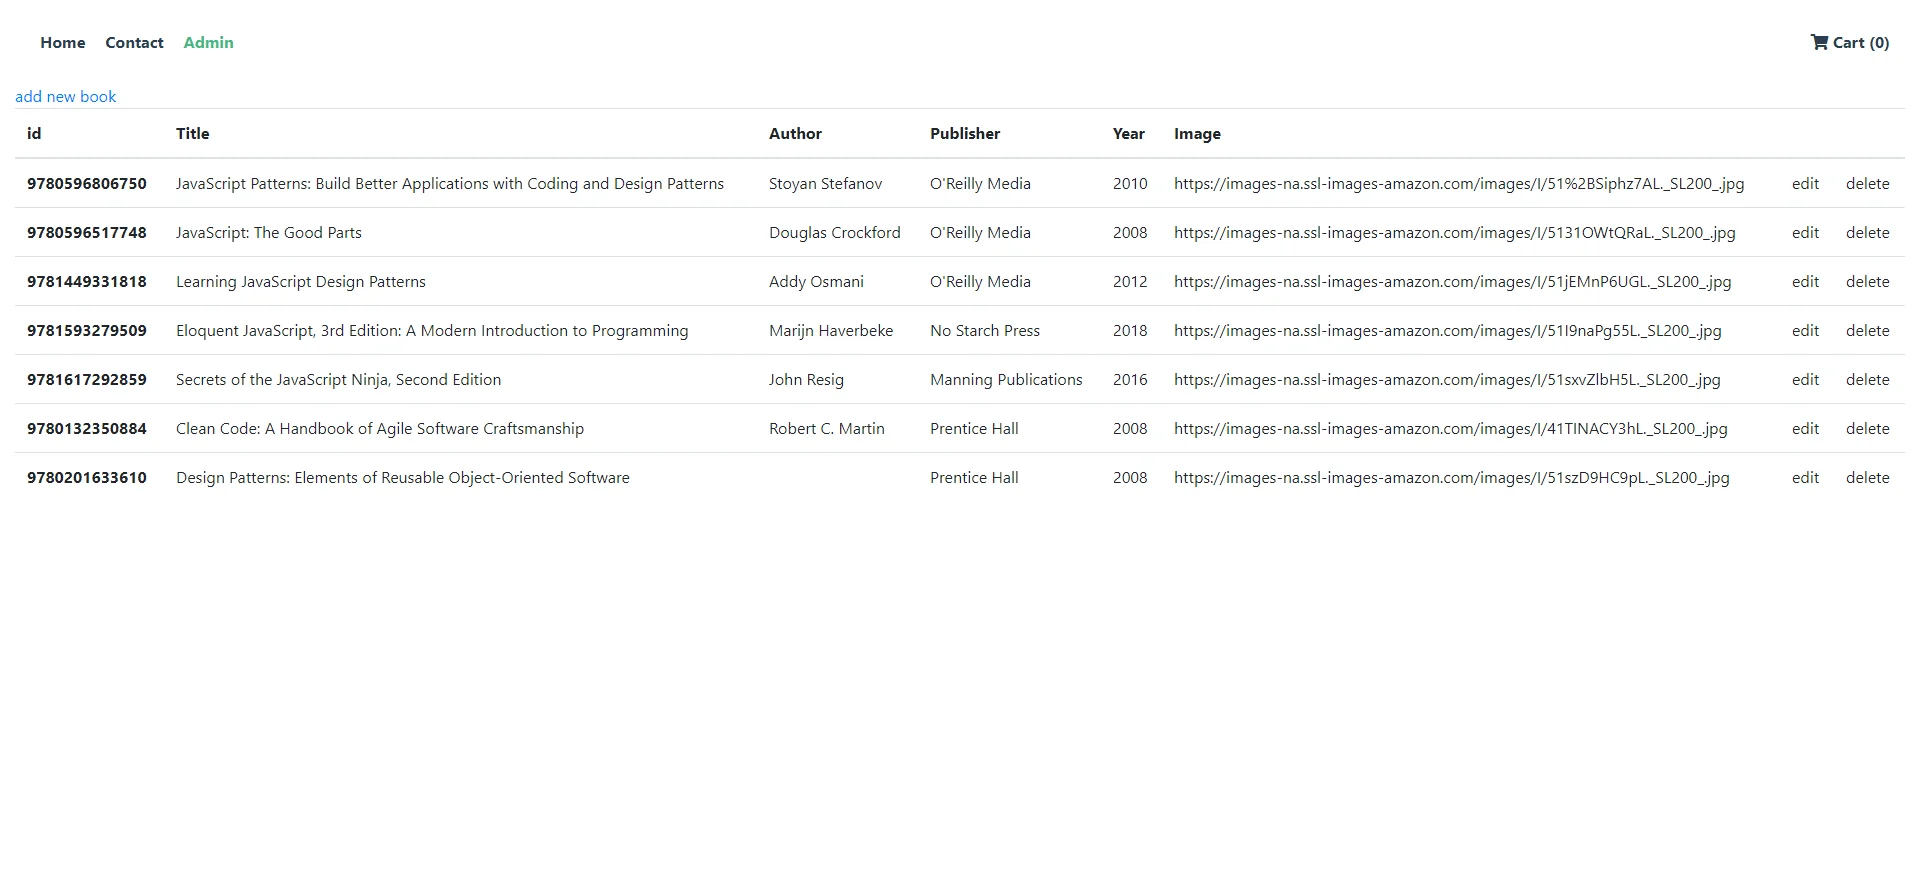 Home Contact Admin Cart (0)
add new book
id Title Author Publisher Year Image
9780596806750 JavaScript Patterns: Build Better Applications with Coding and Design Patterns Stoyan Stefanov O'Reilly Media 2010 https://images-na.ssl-images-amazon.com/images/I/51%2BSiphz7AL._SL200_.jpg edit delete
9780596517748 JavaScript: The Good Parts Douglas Crockford O'Reilly Media 2008 https://images-na.ssl-images-amazon.com/images/I/5131OWtQRaL._SL200_.jpg edit delete
9781449331818 Learning JavaScript Design Patterns Addy Osmani O'Reilly Media 2012 https://images-na.ssl-images-amazon.com/images/I/51jEMnP6UGL._SL200_.jpg edit delete
9781593279509 Eloquent JavaScript, 3rd Edition: A Modern Introduction to Programming Marijn Haverbeke No Starch Press 2018 https://images-na.ssl-images-amazon.com/images/I/51I9naPg55L._SL200_.jpg edit delete
9781617292859 Secrets of the JavaScript Ninja, Second Edition John Resig Manning Publications 2016 https://images-na.ssl-images-amazon.com/images/I/51sxvZlbH5L._SL200_.jpg edit delete
9780132350884 Clean Code: A Handbook of Agile Software Craftsmanship Robert C. Martin Prentice Hall 2008 https://images-na.ssl-images-amazon.com/images/I/41TINACY3hL._SL200_.jpg edit delete
9780201633610 Design Patterns: Elements of Reusable Object-Oriented Software Prentice Hall 2008 https://images-na.ssl-images-amazon.com/images/I/51szD9HC9pL._SL200_.jpg edit delete